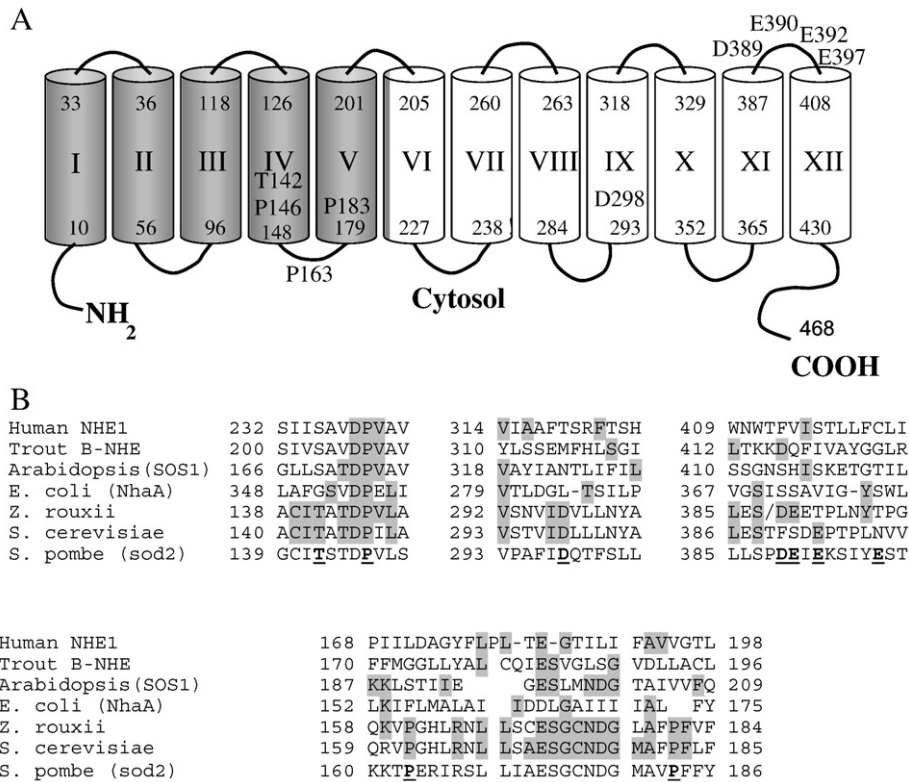 A
E390
E392
D389
E397
33 36 118 126 201 205 260 263 318 329 387 408
I II III IV V VI VII VIII IX X XI XII
T142
P146 P183 D298
10 56 96 148 179 227 238 284 293 352 365 430
P163
NH2
Cytosol
468
COOH
B
Human NHE1 232 SIISAVDPVAV 314 VIAAFTSRFTSH 409 WNWTFVISTLLFCLI
Trout B-NHE 200 SIVSAVDPVAV 310 YLSSEMFHLSGI 412 LTKKDQFIVAYGGLR
Arabidopsis(SOS1) 166 GLLSATDPVAV 318 VAYIANTLIFIL 410 SSGNSHISKETGTIL
E. coli (NhaA) 348 LAFGSVDPELI 279 VTLDGL-TSILP 367 VGSISSAVIG-YSWL
Z. rouxii 138 ACITATDPVLA 292 VSNVIDVLLNYA 385 LES/DEETPLNYTPG
S. cerevisiae 140 ACITATDPILA 293 VSTVIDLLLNYA 386 LESTFSDEPTPLNVV
S. pombe (sod2) 139 GCITSTDPVLS 293 VPAFIDQTFSLL 385 LLSPDEIEKSIYEST
Human NHE1 168 PIILDAGYFLPL-TE-GTILI FAVVGTL 198
Trout B-NHE 170 FFMGGLLYAL CQIESVGLSG VDLLACL 196
Arabidopsis(SOS1) 187 KKLSTIIE GESLMNDG TAIVVFQ 209
E. coli (NhaA) 152 LKIFLMALAI IDDLGAIII IAL FY 175
Z. rouxii 158 QKVPGHLRNL LSCESGCNDG LAFPFVF 184
S. cerevisiae 159 QRVPGHLRNLLSAESGCNDG MAFPFLF 185
S. pombe (sod2) 160 KKTPERIRSLLIAESGCNDG MAVPFFY 186